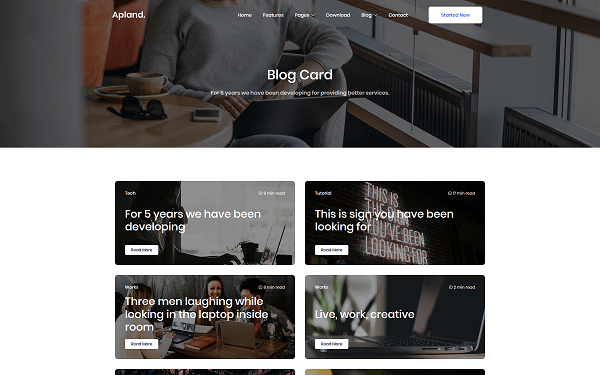 Apland.
Home Features Pages Download Blog Contact Started Now
Blog Card
For 5 years we have been developing for providing better services.
Tech 5 min read
For 5 years we have been
developing
Read More
Tutorial 17 min read
This is sign you have been
looking for
THIS IS
THE SIGN
YOU'VE BEEN
LOOKING FOR
Read More
Works 8 min read
Three men laughing while
looking in the laptop inside
room
Read More
Works 2 min read
Live, work, creative
Read More